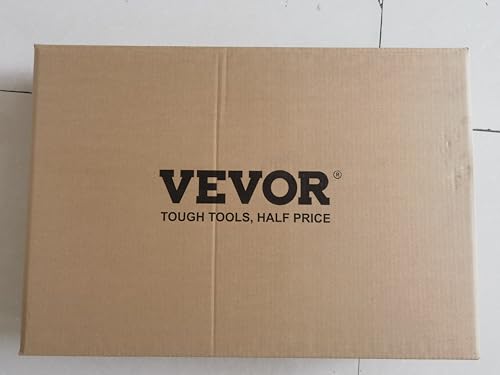 VEVOR®
TOUGH TOOLS, HALF PRICE